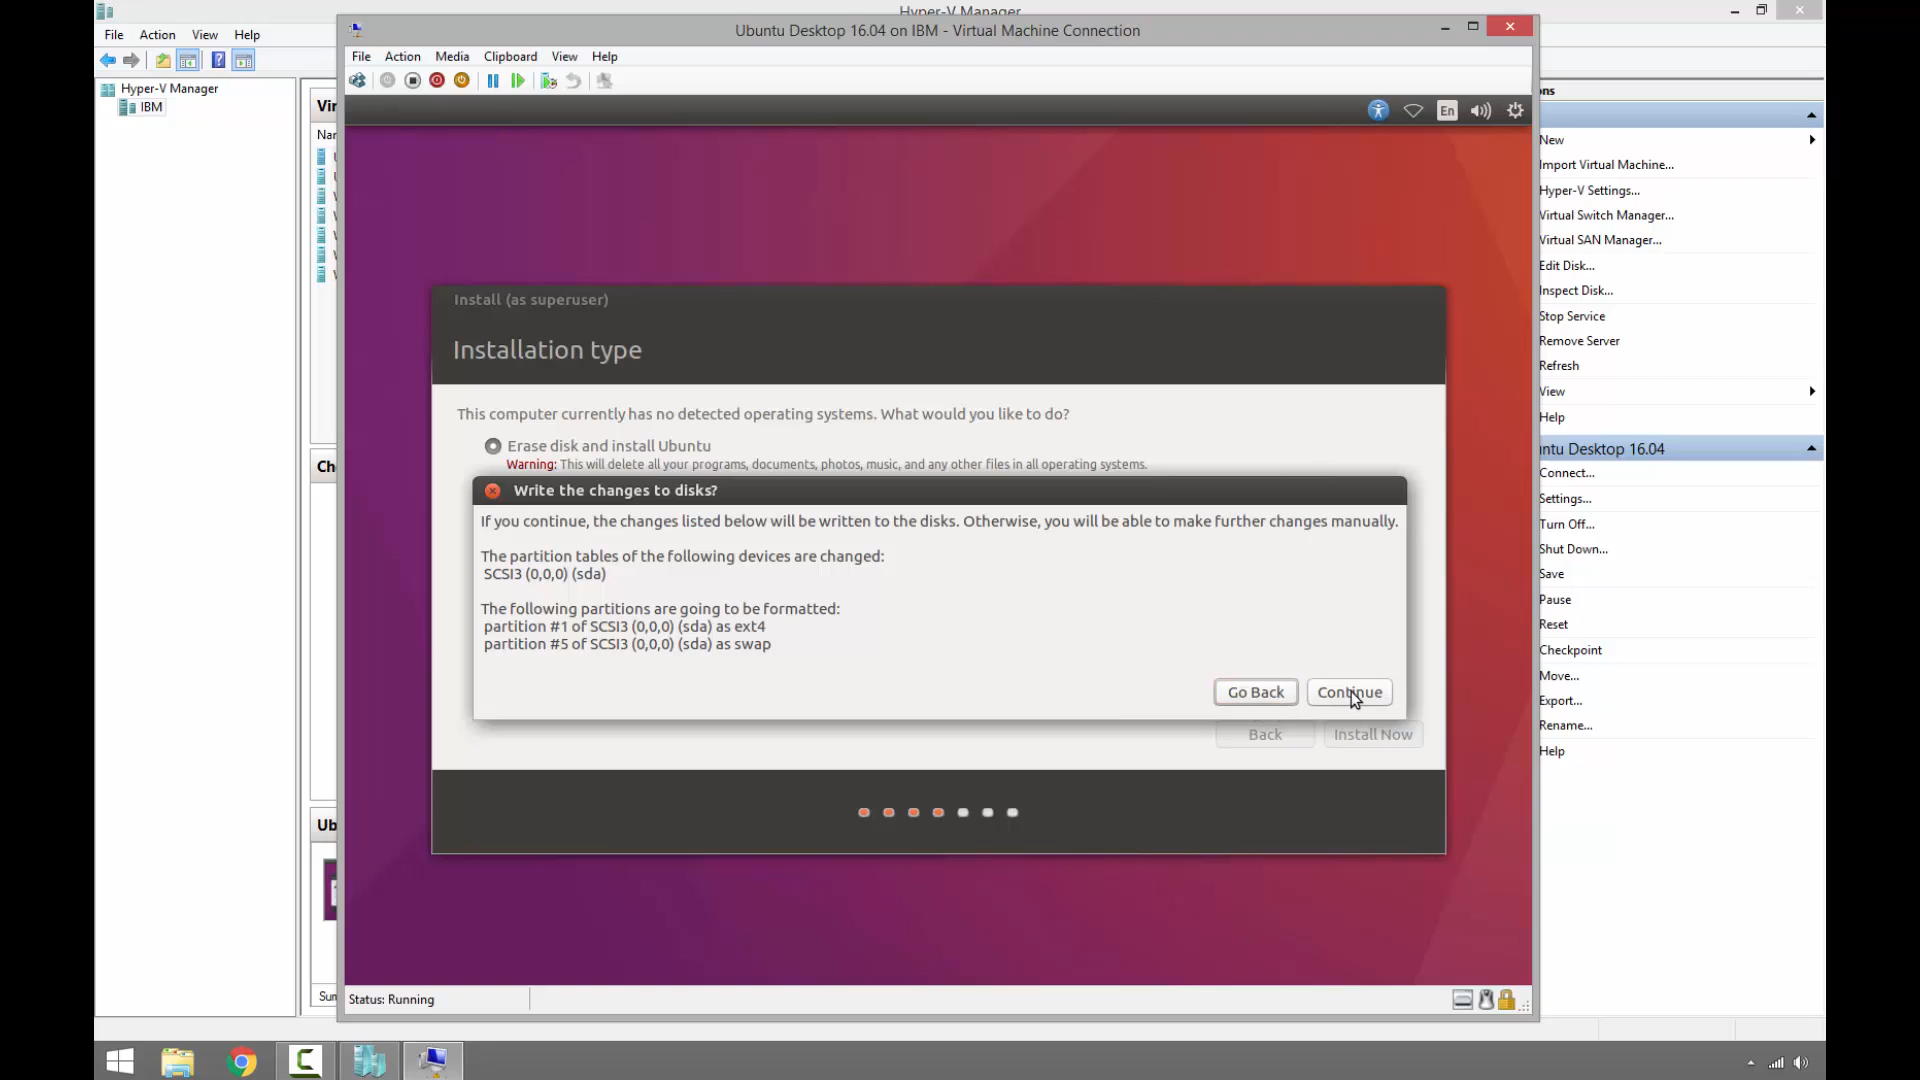 Hyper-V Manager
File Action View Help
Hyper-V Manager
IBM
Ubuntu Desktop 16.04 on IBM - Virtual Machine Connection
File Action Media Clipboard View Help
En
Install (as superuser)
Installation type
This computer currently has no detected operating systems. What would you like to do?
Erase disk and install Ubuntu
Warning: This will delete all your programs, documents, photos, music, and any other files in all operating systems.
Write the changes to disks?
If you continue, the changes listed below will be written to the disks. Otherwise, you will be able to make further changes manually.
The partition tables of the following devices are changed:
SCSI3 (0,0,0) (sda)
The following partitions are going to be formatted:
partition #1 of SCSI3 (0,0,0) (sda) as ext4
partition #5 of SCSI3 (0,0,0) (sda) as swap
Go Back Continue
Back Install Now
Status: Running
New
Import Virtual Machine...
Hyper-V Settings...
Virtual Switch Manager...
Virtual SAN Manager...
Edit Disk...
Inspect Disk...
Stop Service
Remove Server
Refresh
View
Help
ntu Desktop 16.04
Connect...
Settings...
Turn Off...
Shut Down...
Save
Pause
Reset
Checkpoint
Move...
Export...
Rename...
Help